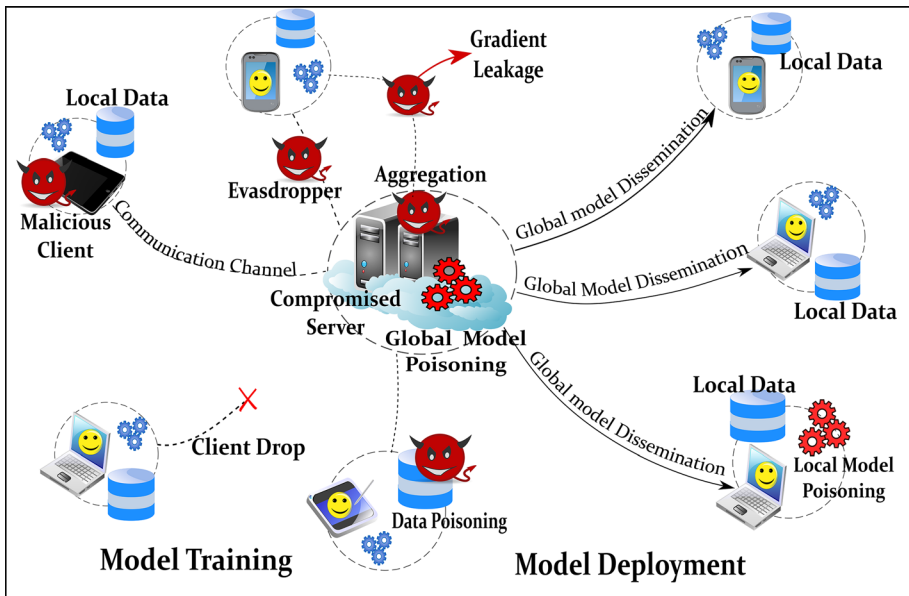 Gradient
Leakage
Local Data
Local Data
Evasdropper
Aggregation
Malicious
Client
Communication Channel
Global model Dissemination
Global Model Dissemination
Local Data
Compromised
Server
Global Model
Poisoning
Global model Dissemination
Local Data
Client Drop
Local Model
Poisoning
Data Poisoning
Model Training
Model Deployment